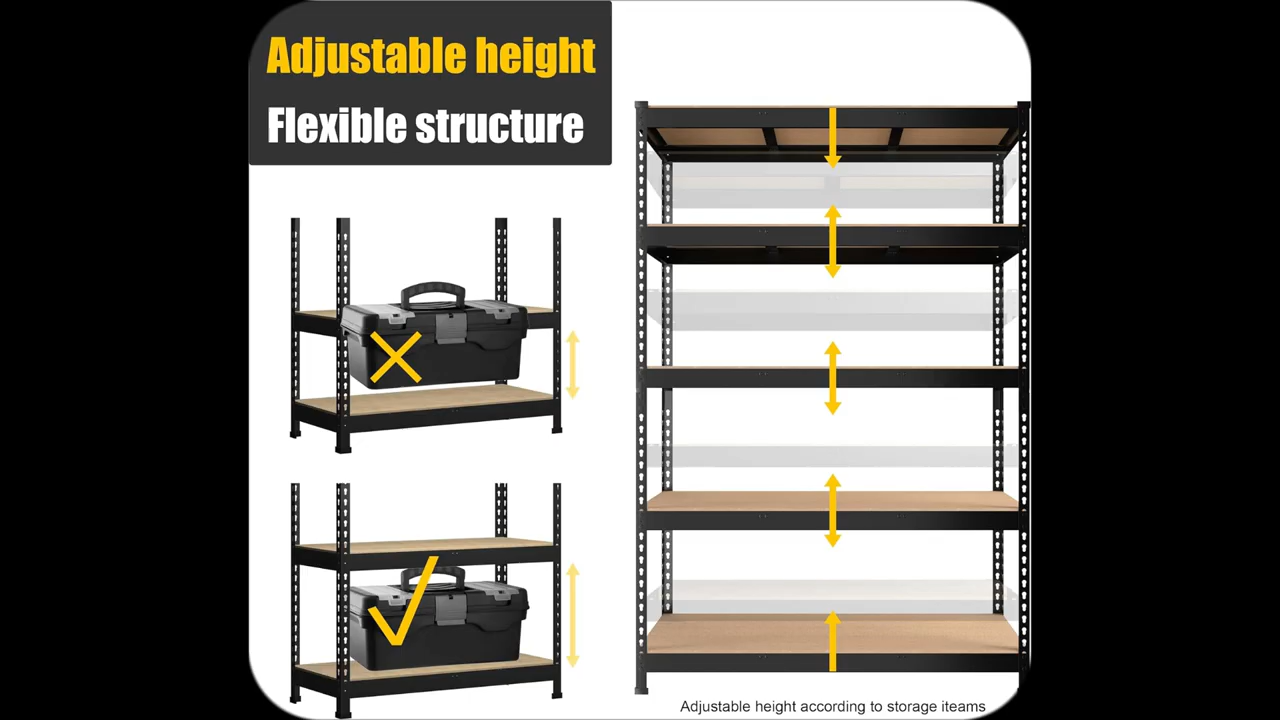 Adjustable height
Flexible structure
Adjustable height according to storage iteams